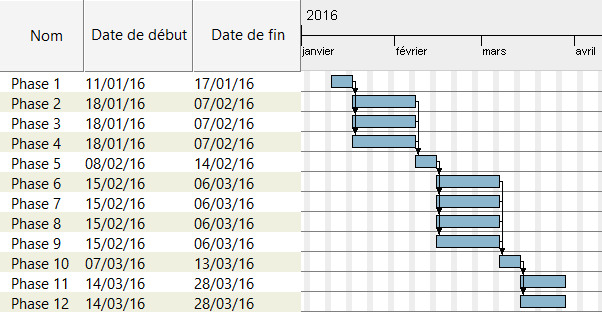 2016
Nom Date de début Date de fin
janvier février mars avril
Phase 1 11/01/16 17/01/16
Phase 2 18/01/16 07/02/16
Phase 3 18/01/16 07/02/16
Phase 4 18/01/16 07/02/16
Phase 5 08/02/16 14/02/16
Phase 6 15/02/16 06/03/16
Phase 7 15/02/16 06/03/16
Phase 8 15/02/16 06/03/16
Phase 9 15/02/16 06/03/16
Phase 10 07/03/16 13/03/16
Phase 11 14/03/16 28/03/16
Phase 12 14/03/16 28/03/16